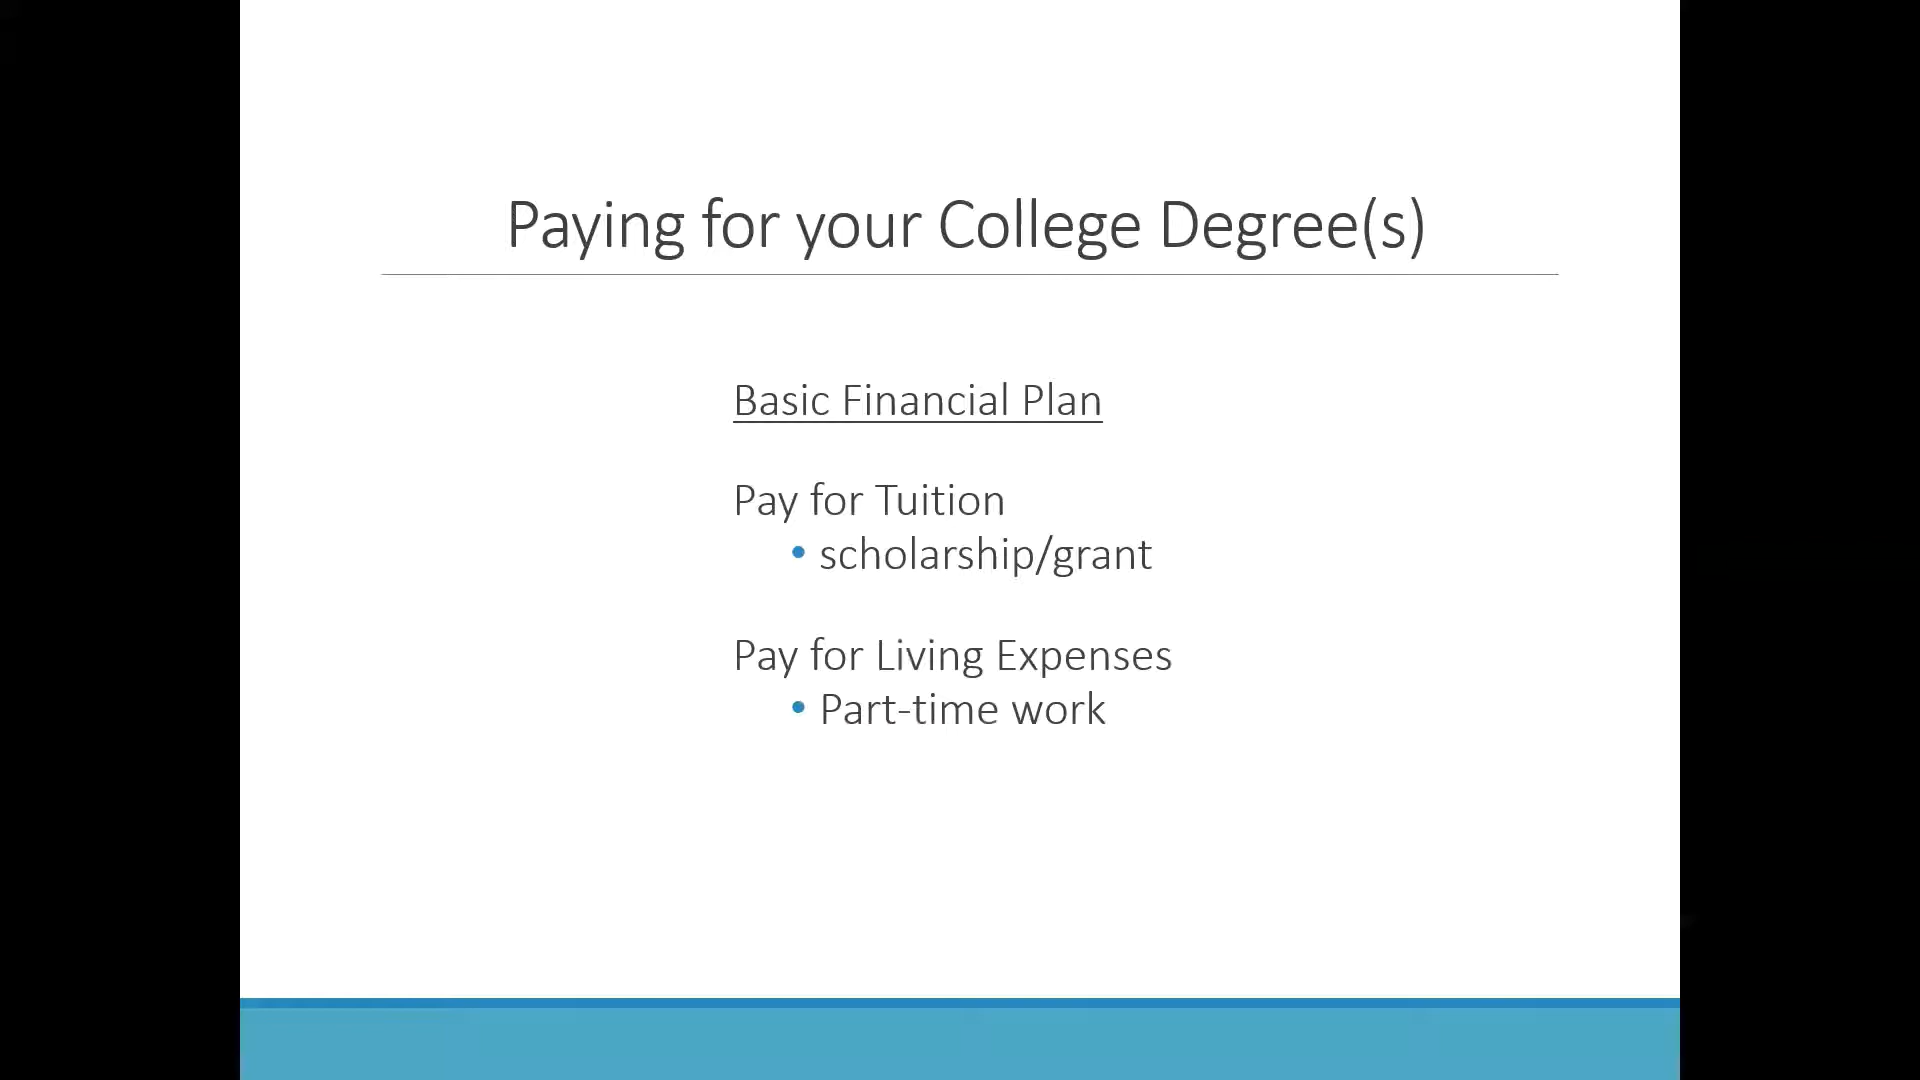 Paying for your College Degree(s)
Basic Financial Plan
Pay for Tuition
• scholarship/grant
Pay for Living Expenses
• Part-time work